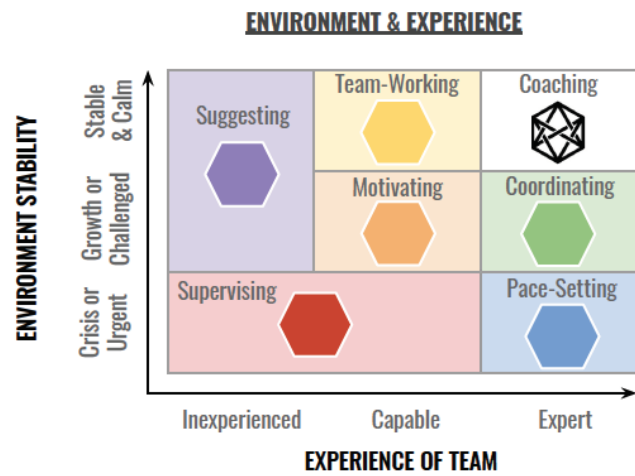 ENVIRONMENT & EXPERIENCE
ENVIRONMENT STABILITY
Stable
& Calm
Growth or
Challenged
Crisis or
Urgent
Suggesting
Team-Working
Coaching
Motivating
Coordinating
Supervising
Pace-Setting
Inexperienced
Capable
Expert
EXPERIENCE OF TEAM